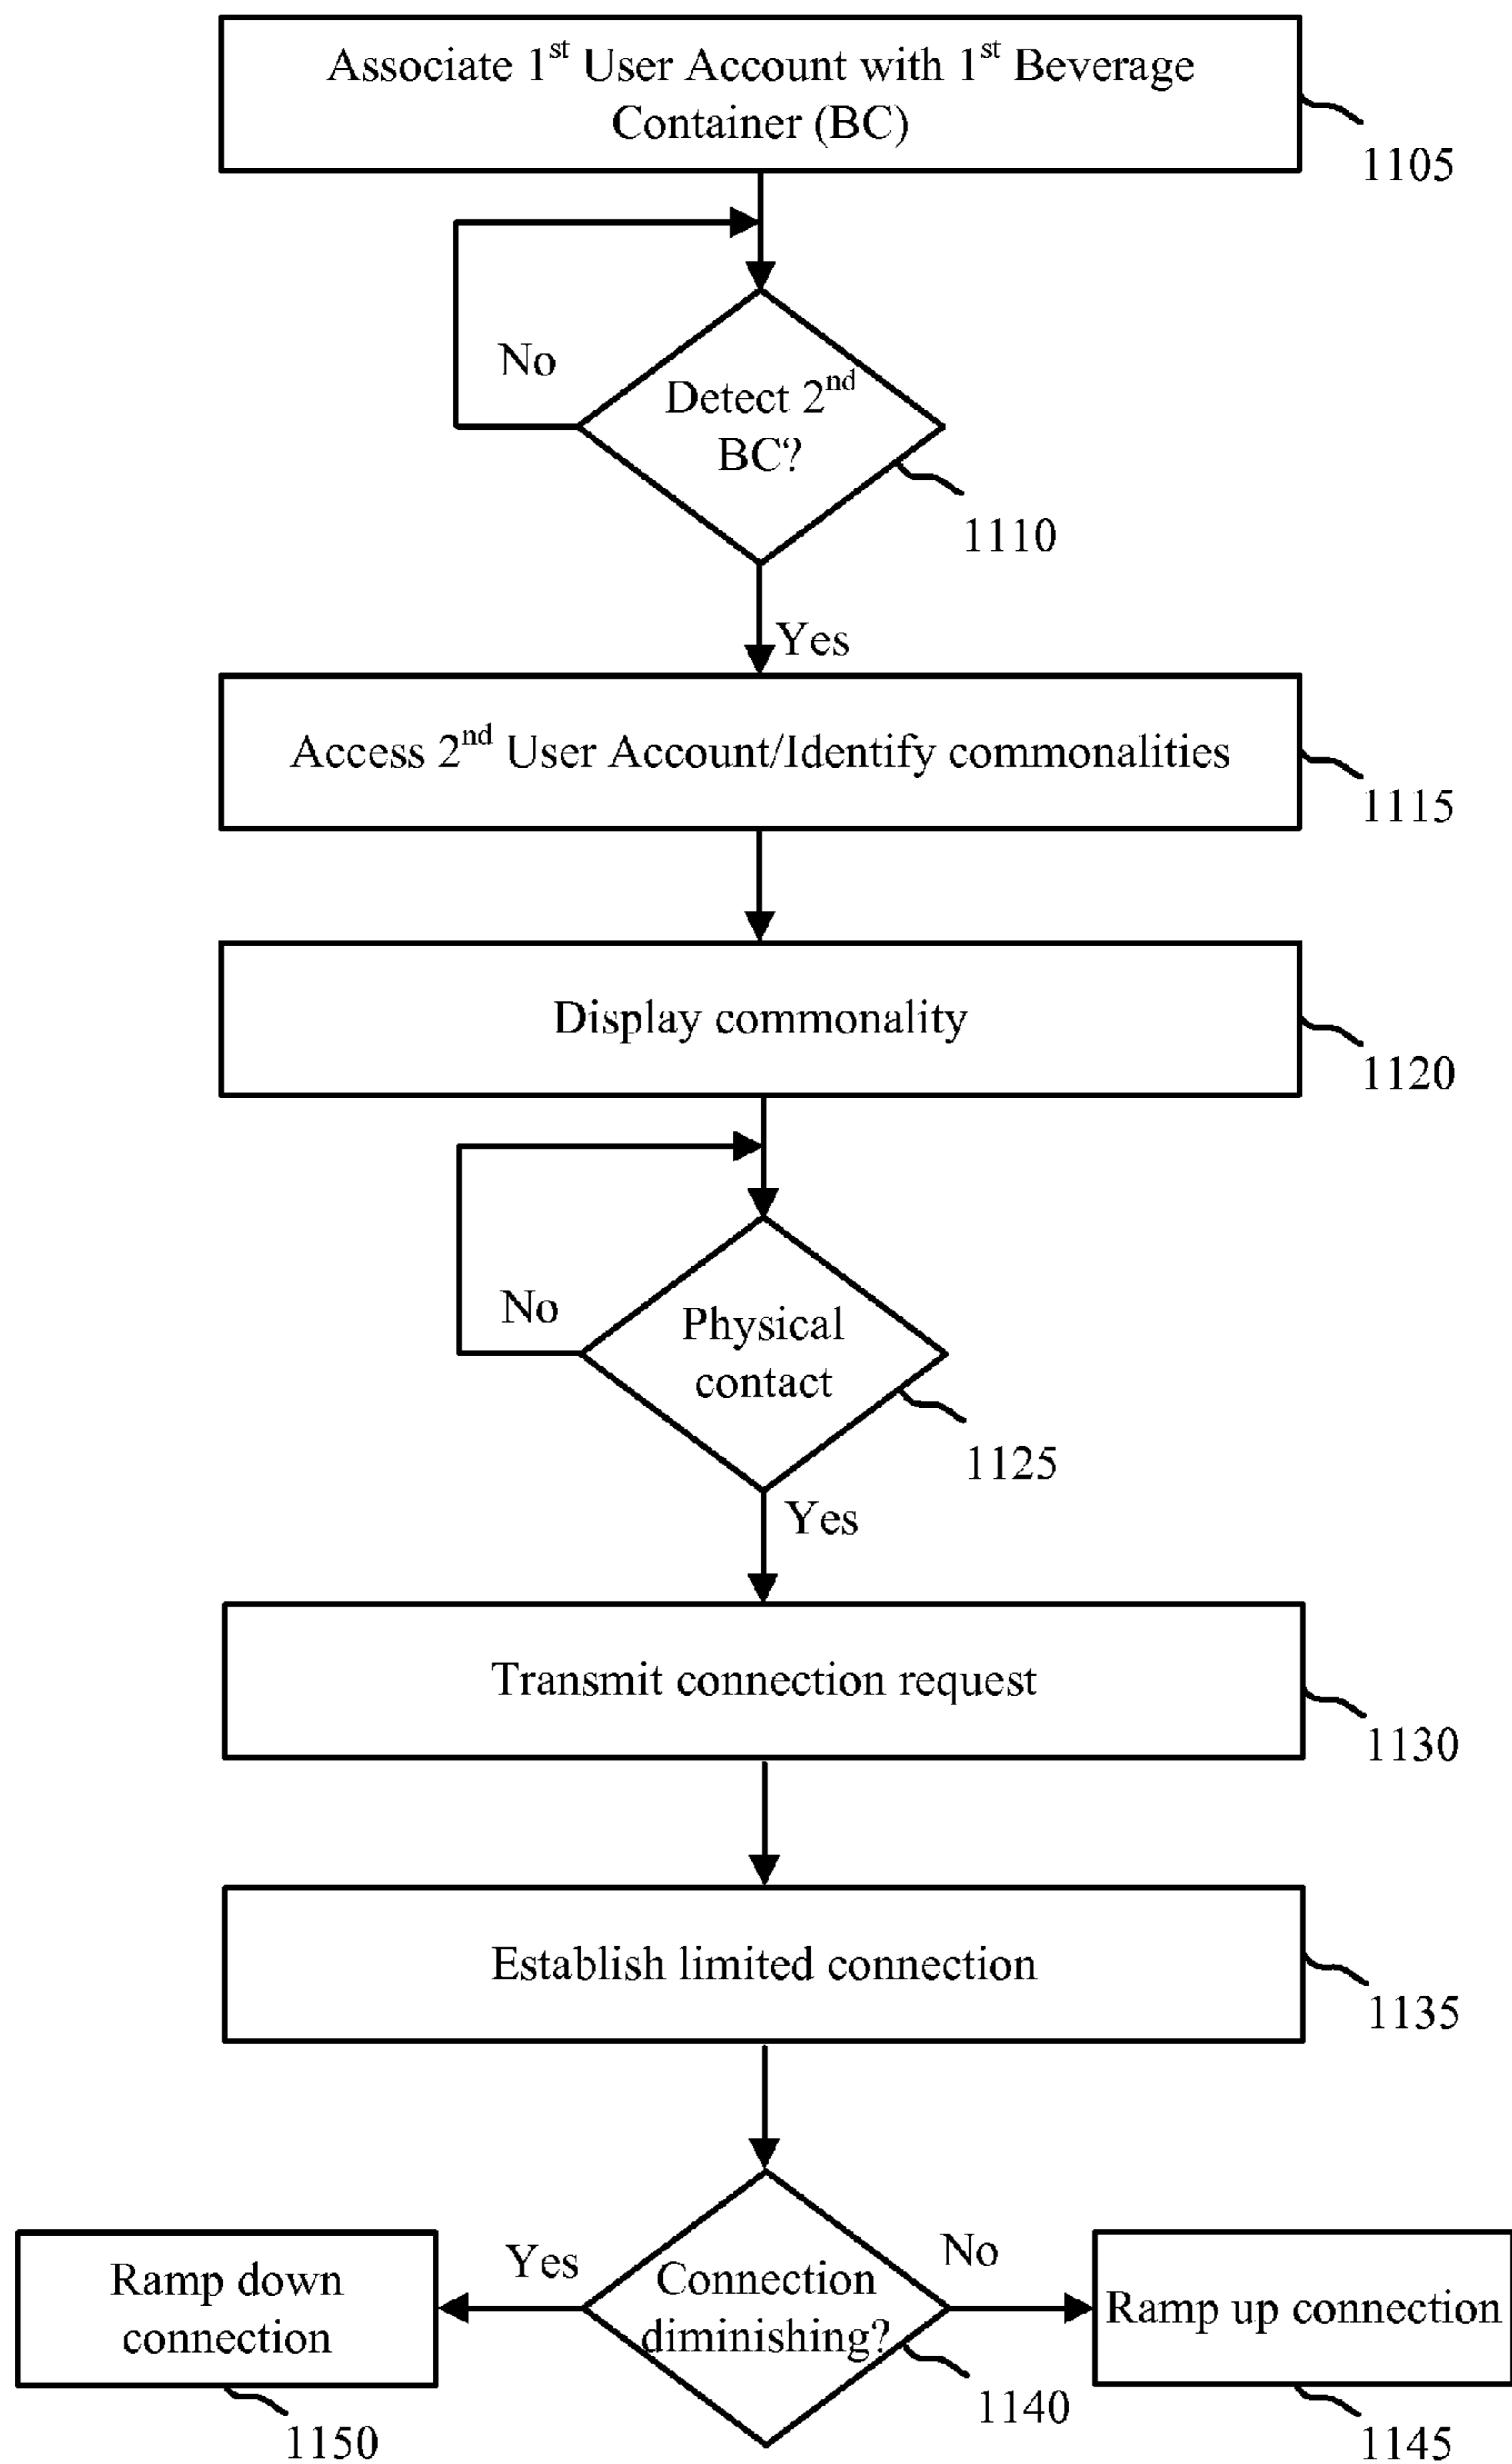 Associate 1st User Account with 1st Beverage
Container (BC)
1105
No
Detect 2nd
BC?
1110
Yes
Access 2nd User Account/Identify commonalities
1115
Display commonality
1120
No
Physical
contact
1125
Yes
Transmit connection request
1130
Establish limited connection
1135
Yes
No
Ramp down
connection
Connection
diminishing?
Ramp up connection
1150
1140
1145